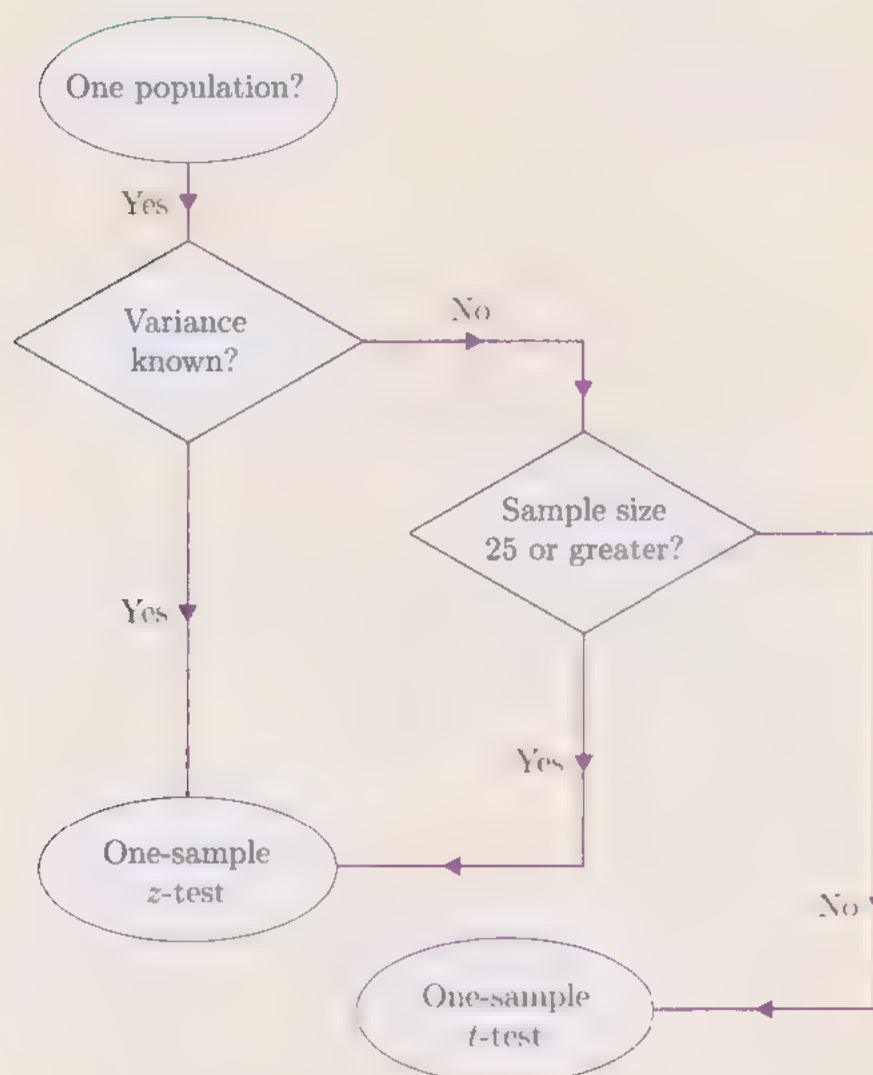 One population?
Yes
Variance
known?
No
Sample size
25 or greater?
Yes
Yes
One-sample
z-test
No
One-sample
t-test